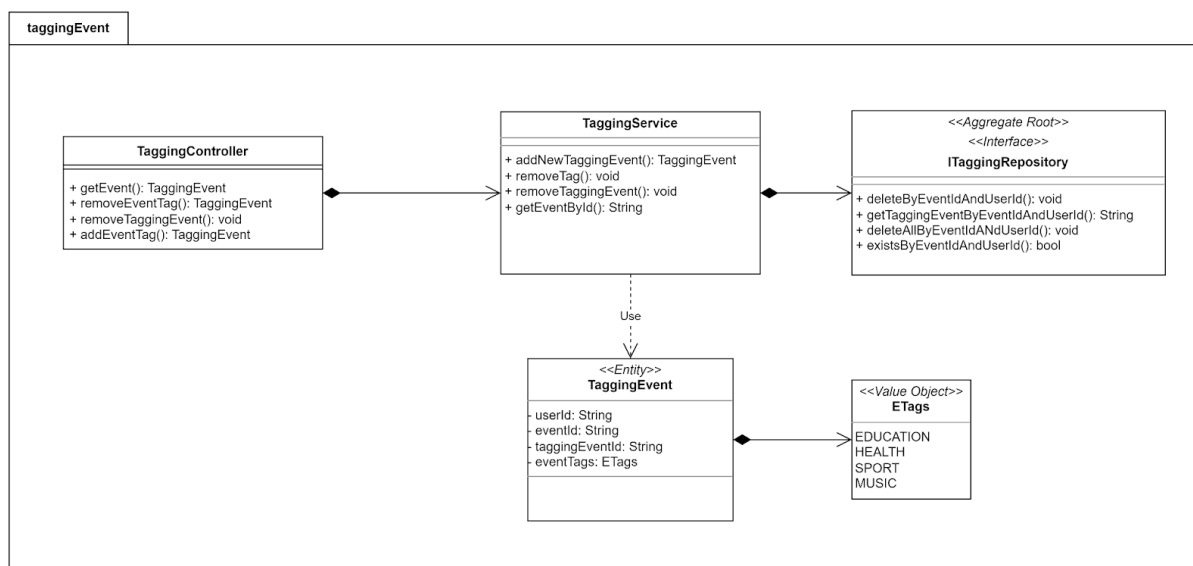 taggingEvent
TaggingController
+ getEvent(): TaggingEvent
+ removeEventTag(): TaggingEvent
+ removeTaggingEvent(): void
+ addEventTag(): TaggingEvent
TaggingService
+ addNewTaggingEvent(): TaggingEvent
+ removeTag(): void
+ removeTaggingEvent(): void
+ getEventById(): String
<<Aggregate Root>>
<<Interface>>
ITaggingRepository
+ deleteByEventIdAndUserId(): void
+ getTaggingEventByEventIdAndUserId(): String
+ deleteAllByEventIdANdUserId(): void
+ existsByEventIdAndUserId(): bool
Use
<<Entity>>
TaggingEvent
- userId: String
- eventId: String
- taggingEventId: String
- eventTags: ETags
<<Value Object>>
ETags
EDUCATION
HEALTH
SPORT
MUSIC